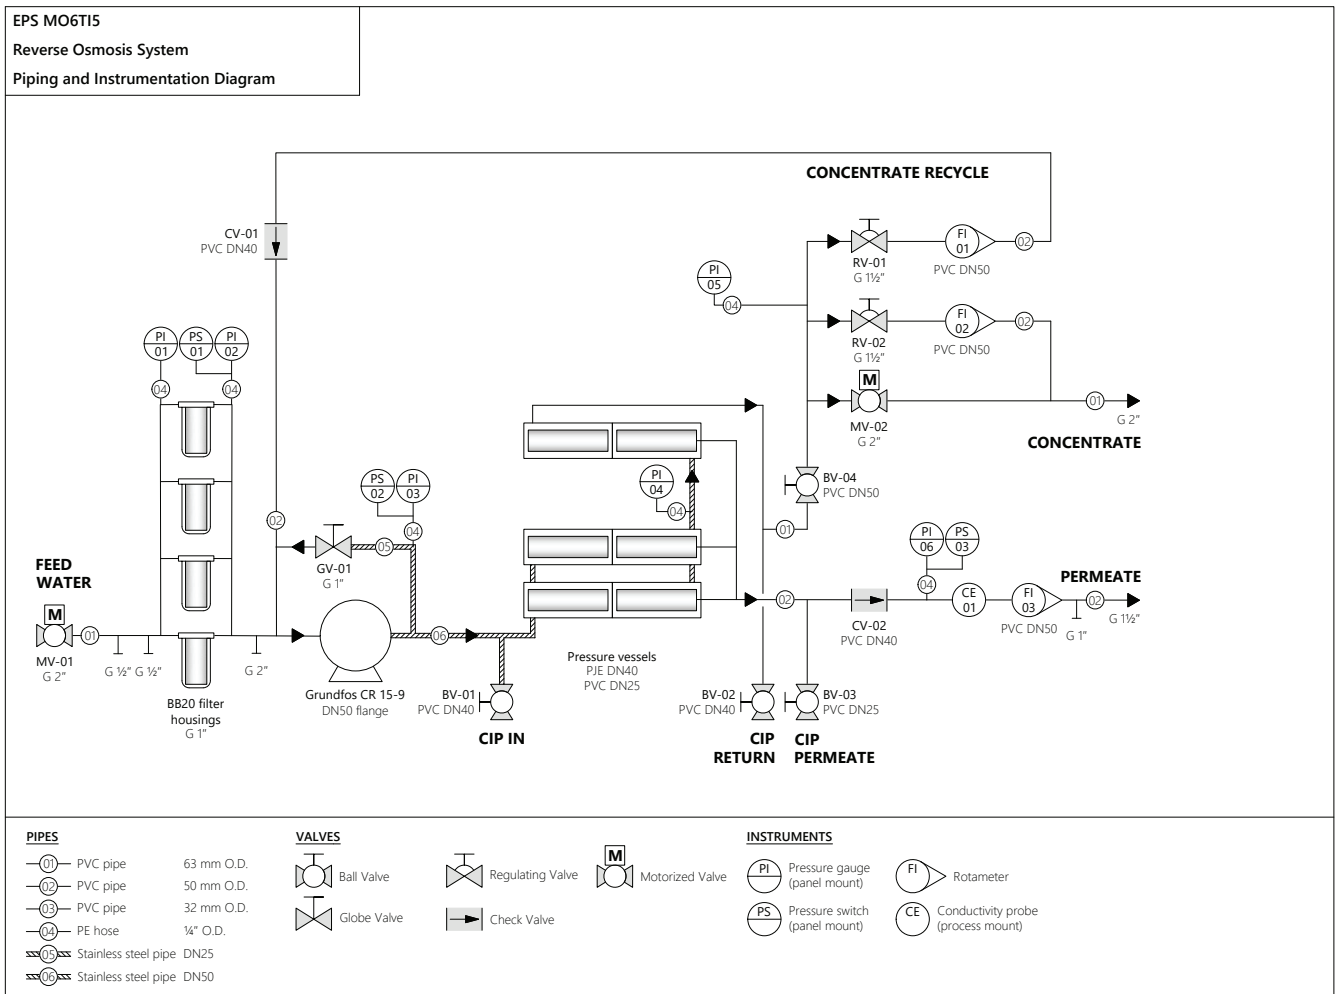 EPS MO6TI5
Reverse Osmosis System
Piping and Instrumentation Diagram
CONCENTRATE RECYCLE
CV-01
PVC DN40
FI
01
02
RV-01
G 1½"
PVC DN50
PI
05
04
FI
02
02
RV-02
G 1½"
PVC DN50
PI
01
PS
01
PI
02
04
04
M
MV-02
G 2"
01
G 2"
CONCENTRATE
BV-04
PVC DN50
01
PS
02
PI
03
04
PI
04
04
02
05
GV-01
G 1"
PI
06
PS
03
04
FEED
WATER
M
MV-01
G 2"
01
G ½" G ½"
G 2"
BB20 filter
housings
G 1"
Grundfos CR 15-9
DN50 flange
06
BV-01
PVC DN40
CIP IN
Pressure vessels
PJE DN40
PVC DN25
02
CV-02
PVC DN40
CE
01
FI
03
PVC DN50
G 1"
02
G 1½"
PERMEATE
BV-02
PVC DN40
CIP
RETURN
BV-03
PVC DN25
CIP
PERMEATE
PIPES
01 PVC pipe 63 mm O.D.
02 PVC pipe 50 mm O.D.
03 PVC pipe 32 mm O.D.
04 PE hose ¼" O.D.
05 Stainless steel pipe DN25
06 Stainless steel pipe DN50
VALVES
Ball Valve
Globe Valve
Regulating Valve
Check Valve
M
Motorized Valve
INSTRUMENTS
PI
Pressure gauge
(panel mount)
PS
Pressure switch
(panel mount)
FI
Rotameter
CE
Conductivity probe
(process mount)